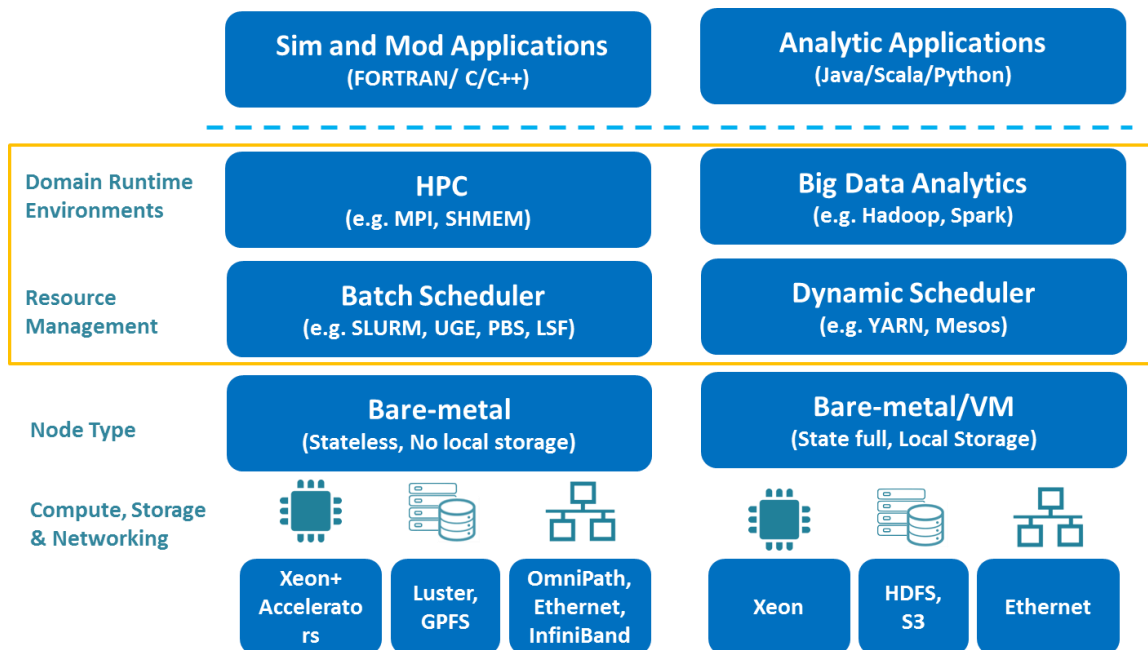 Sim and Mod Applications
(FORTRAN/ C/C++)
Analytic Applications
(Java/Scala/Python)
Domain Runtime
Environments
HPC
(e.g. MPI, SHMEM)
Big Data Analytics
(e.g. Hadoop, Spark)
Resource
Management
Batch Scheduler
(e.g. SLURM, UGE, PBS, LSF)
Dynamic Scheduler
(e.g. YARN, Mesos)
Node Type
Bare-metal
(Stateless, No local storage)
Bare-metal/VM
(State full, Local Storage)
Compute, Storage
& Networking
Xeon+
Accelerato
rs
Luster,
GPFS
OmniPath,
Ethernet,
InfiniBand
Xeon
HDFS,
S3
Ethernet